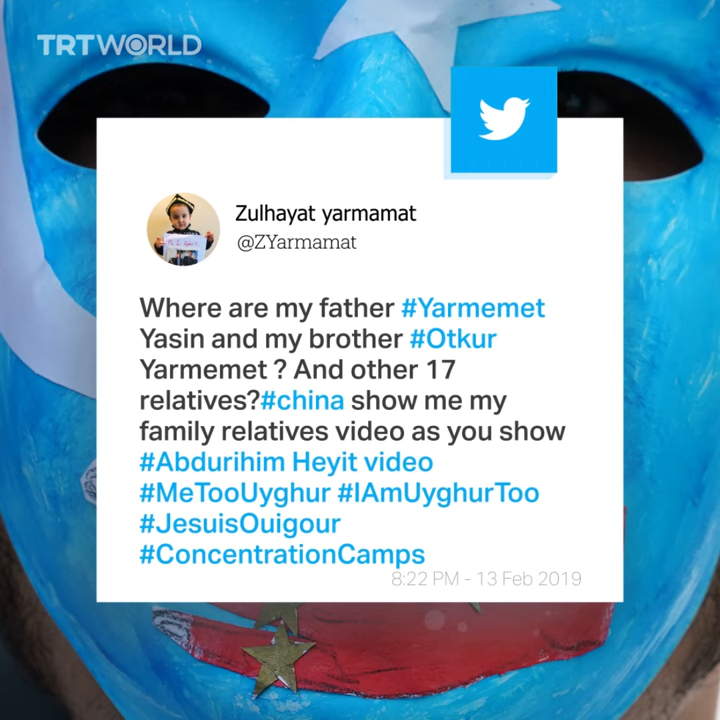 TRTWORLD
Zulhayat yarmamat
@ZYarmamat
Where are my father #Yarmemet
Yasin and my brother #Otkur
Yarmemet ? And other 17
relatives?#china show me my
family relatives video as you show
#Abdurihim Heyit video
#MeTooUyghur #IAmUyghurToo
#JesuisOuigour
#ConcentrationCamps
8:22 PM - 13 Feb 2019